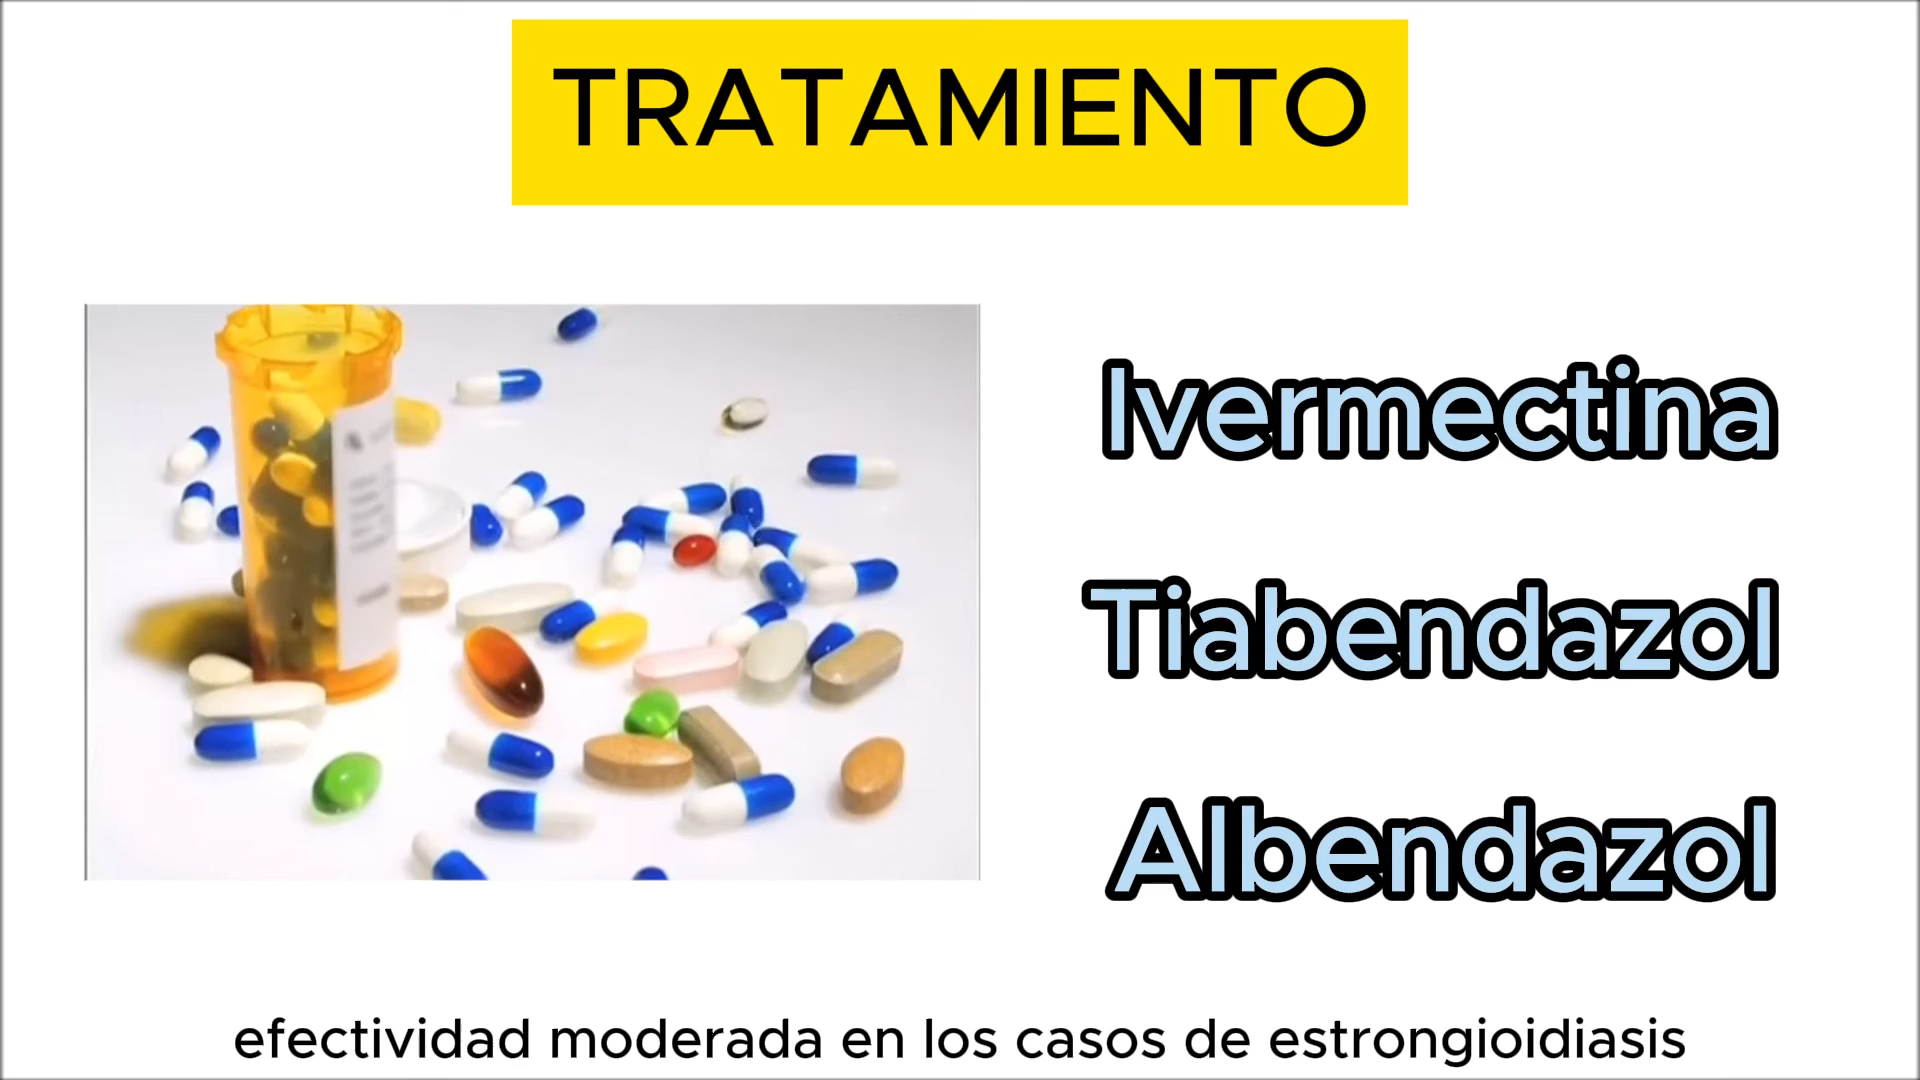 TRATAMIENTO
Ivermectina
Tiabendazol
Albendazol
efectividad moderada en los casos de estrongioidiasis